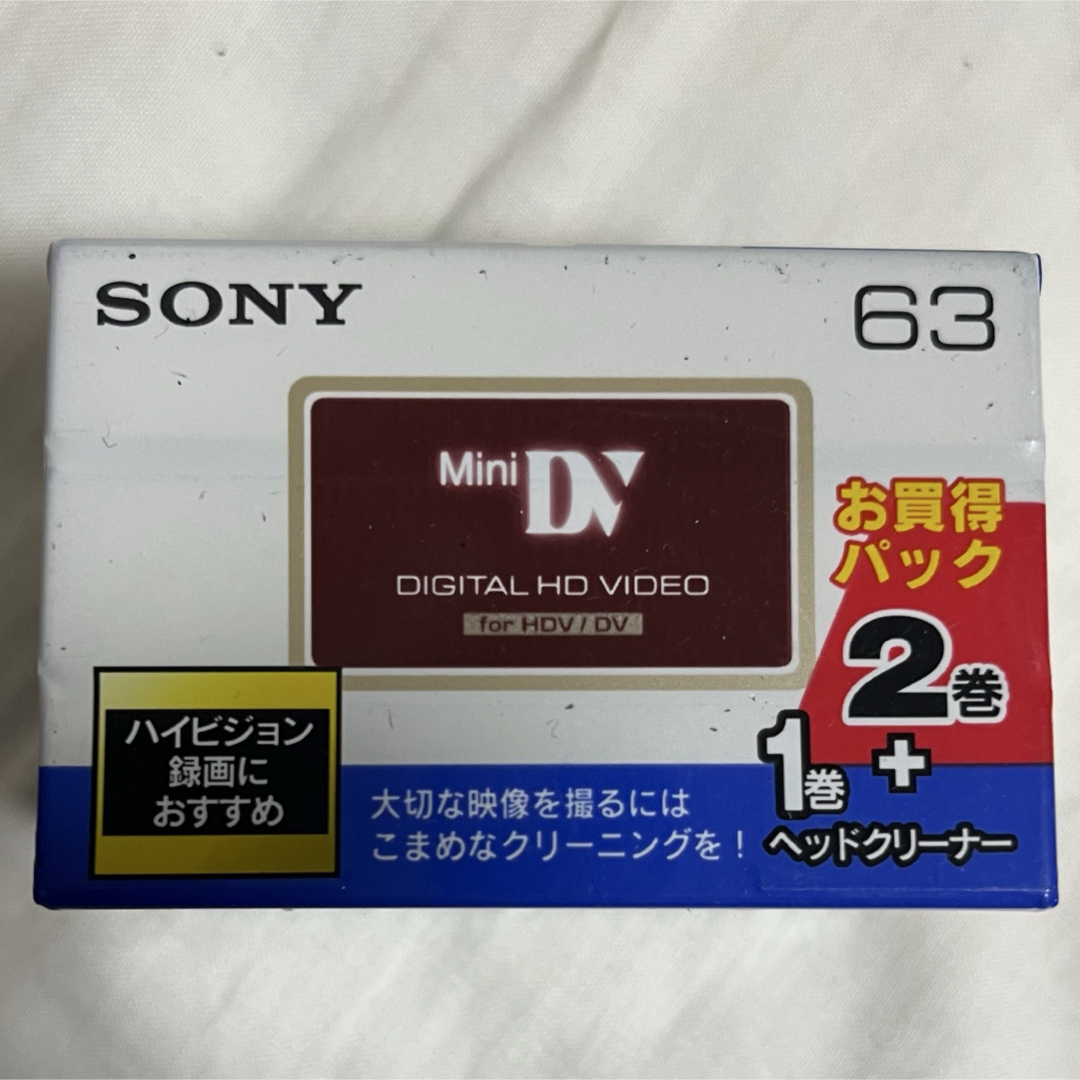 SONY
63
Mini DV
DIGITAL HD VIDEO
for HDV / DV
お買得
パック
2巻
+
1巻
ヘッドクリーナー
ハイビジョン
録画に
おすすめ
大切な映像を撮るには
こまめなクリーニングを！